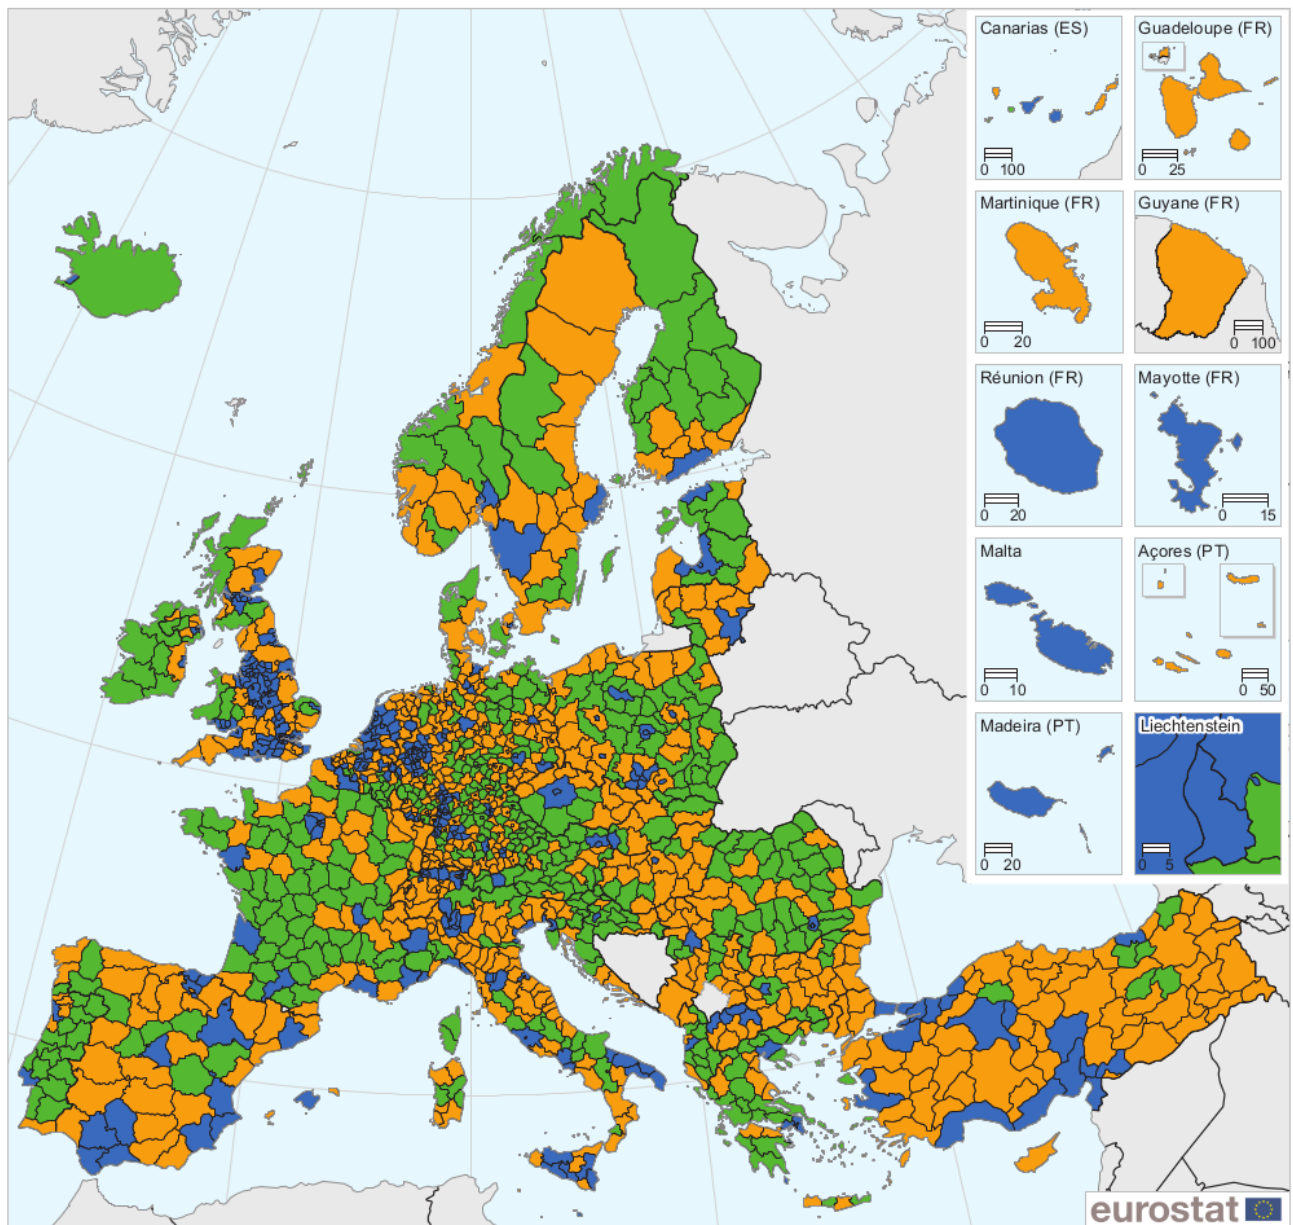 Canarias (ES)
0 100
Guadeloupe (FR)
0 25
Martinique (FR)
0 20
Guyane (FR)
0 100
Réunion (FR)
0 20
Mayotte (FR)
0 15
Malta
0 10
Açores (PT)
0 50
Madeira (PT)
0 20
Liechtenstein
0 5
eurostat